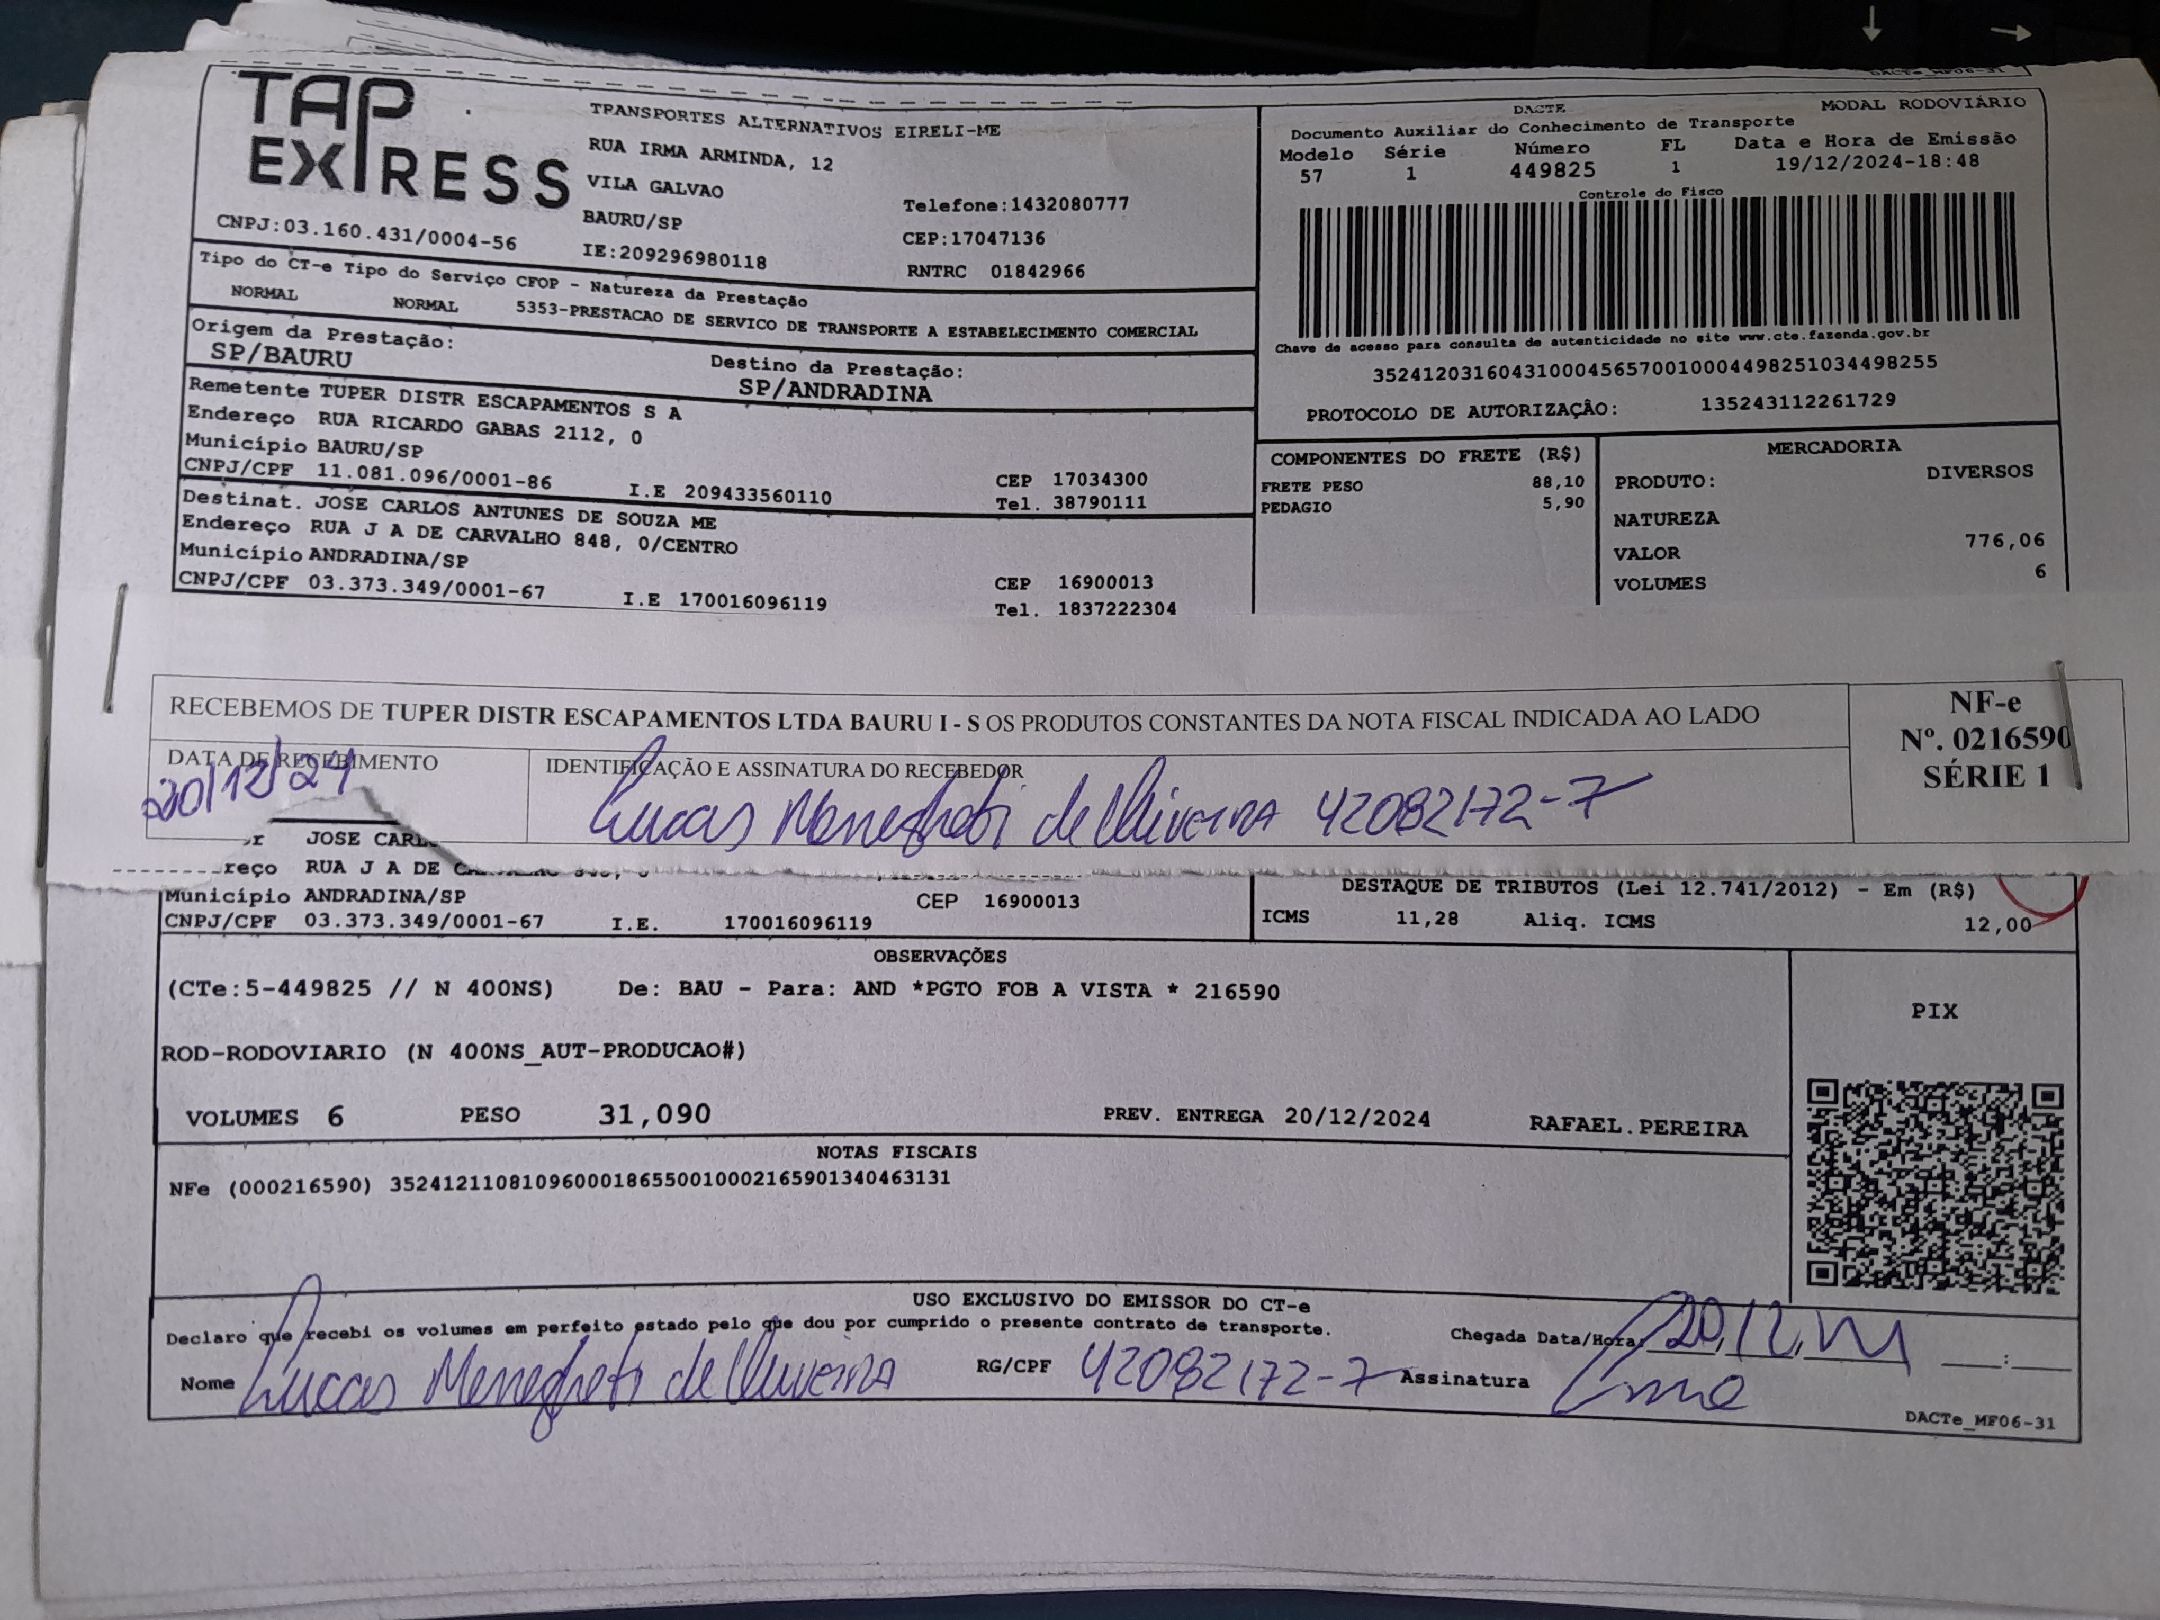 TAP
EXPRESS
CNPJ:03.160.431/0004-56
TRANSPORTES ALTERNATIVOS EIRELI-ME
RUA IRMA ARMINDA, 12
VILA GALVAO
BAURU/SP
IE:209296980118
Telefone:1432080777
CEP:17047136
RNTRC 01842966
DACTE MODAL RODOVIÁRIO
Documento Auxiliar do Conhecimento de Transporte
Modelo Série Número FL Data e Hora de Emissão
57 1 449825 1 19/12/2024-18:48
Controle do Fisco
Chave de acesso para consulta de autenticidade no site www.cte.fazenda.gov.br
35241203160431000456570010004498251034498255
PROTOCOLO DE AUTORIZAÇÃO: 135243112261729
Tipo do CT-e Tipo do Serviço CFOP - Natureza da Prestação
NORMAL NORMAL 5353-PRESTACAO DE SERVICO DE TRANSPORTE A ESTABELECIMENTO COMERCIAL
Origem da Prestação: Destino da Prestação:
SP/BAURU SP/ANDRADINA
Remetente TUPER DISTR ESCAPAMENTOS S A
Endereço RUA RICARDO GABAS 2112, 0
Município BAURU/SP CEP 17034300
CNPJ/CPF 11.081.096/0001-86 I.E 209433560110 Tel. 38790111
Destinat. JOSE CARLOS ANTUNES DE SOUZA ME
Endereço RUA J A DE CARVALHO 848, 0/CENTRO
Município ANDRADINA/SP CEP 16900013
CNPJ/CPF 03.373.349/0001-67 I.E 170016096119 Tel. 1837222304
COMPONENTES DO FRETE (R$)
FRETE PESO 88,10
PEDAGIO 5,90
MERCADORIA
PRODUTO: DIVERSOS
NATUREZA
VALOR 776,06
VOLUMES 6
RECEBEMOS DE TUPER DISTR ESCAPAMENTOS LTDA BAURU I - S OS PRODUTOS CONSTANTES DA NOTA FISCAL INDICADA AO LADO
NF-e
Nº. 0216590
SÉRIE 1
DATA DE RECEBIMENTO IDENTIFICAÇÃO E ASSINATURA DO RECEBEDOR
20/12/24 Lucas Menegheti de Oliveira 42082172-7
JOSE CARL
reço RUA J A DE
Município ANDRADINA/SP CEP 16900013
CNPJ/CPF 03.373.349/0001-67 I.E. 170016096119
DESTAQUE DE TRIBUTOS (Lei 12.741/2012) - Em (R$)
ICMS 11,28 Aliq. ICMS 12,00
OBSERVAÇÕES
(CTe:5-449825 // N 400NS) De: BAU - Para: AND *PGTO FOB A VISTA * 216590
ROD-RODOVIARIO (N 400NS_AUT-PRODUCAO#)
VOLUMES 6 PESO 31,090 PREV. ENTREGA 20/12/2024 RAFAEL.PEREIRA
PIX
NOTAS FISCAIS
NFe (000216590) 35241211081096000186550010002165901340463131
USO EXCLUSIVO DO EMISSOR DO CT-e
Declaro que recebi os volumes em perfeito estado pelo que dou por cumprido o presente contrato de transporte.
Chegada Data/Hora: 20/12/24 __:__
Nome Lucas Menegheti de Oliveira RG/CPF 42082172-7 Assinatura
DACTe_MF06-31